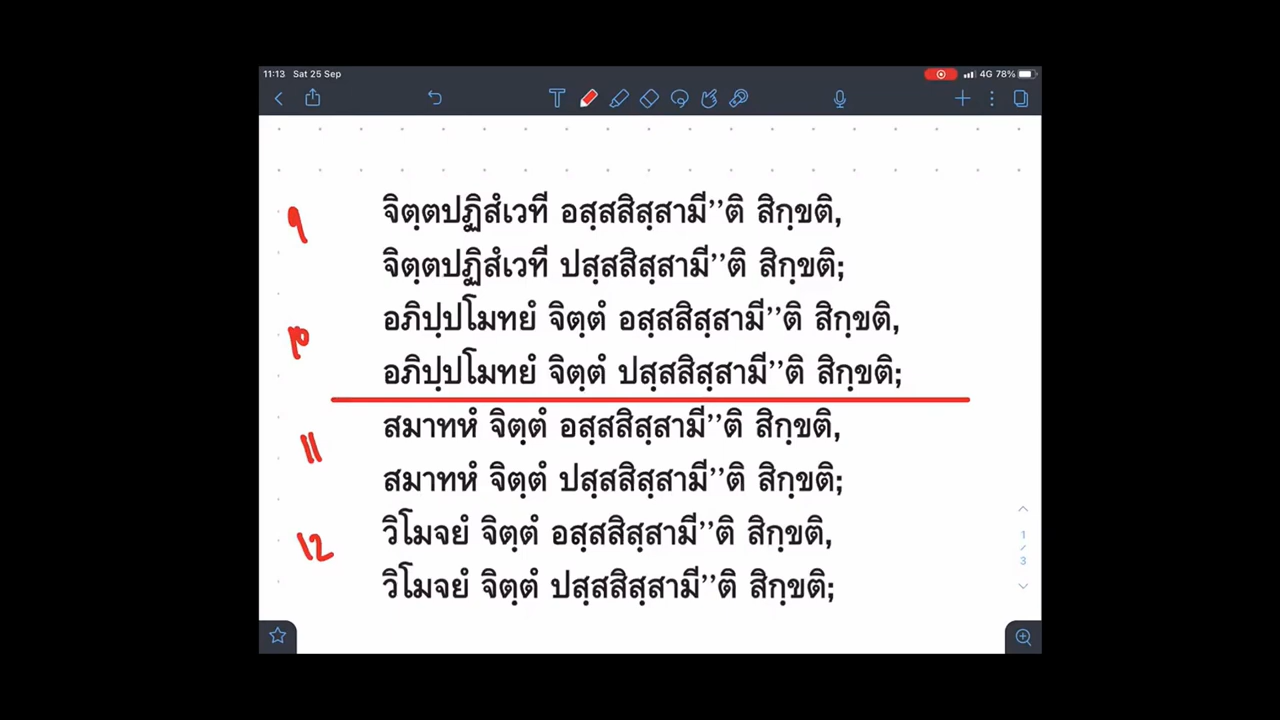 11:13 Sat 25 Sep 4G 78%
T
9 จิตฺตปฏิสํเวที อสฺสสิสฺสามี’’ติ สิกฺขติ,
จิตฺตปฏิสํเวที ปสฺสสิสฺสามี’’ติ สิกฺขติ;
10 อภิปฺปโมทยํ จิตฺตํ อสฺสสิสฺสามี’’ติ สิกฺขติ,
อภิปฺปโมทยํ จิตฺตํ ปสฺสสิสฺสามี’’ติ สิกฺขติ;
11 สมาทหํ จิตฺตํ อสฺสสิสฺสามี’’ติ สิกฺขติ,
สมาทหํ จิตฺตํ ปสฺสสิสฺสามี’’ติ สิกฺขติ;
12 วิโมจยํ จิตฺตํ อสฺสสิสฺสามี’’ติ สิกฺขติ,
วิโมจยํ จิตฺตํ ปสฺสสิสฺสามี’’ติ สิกฺขติ;
1
/
3